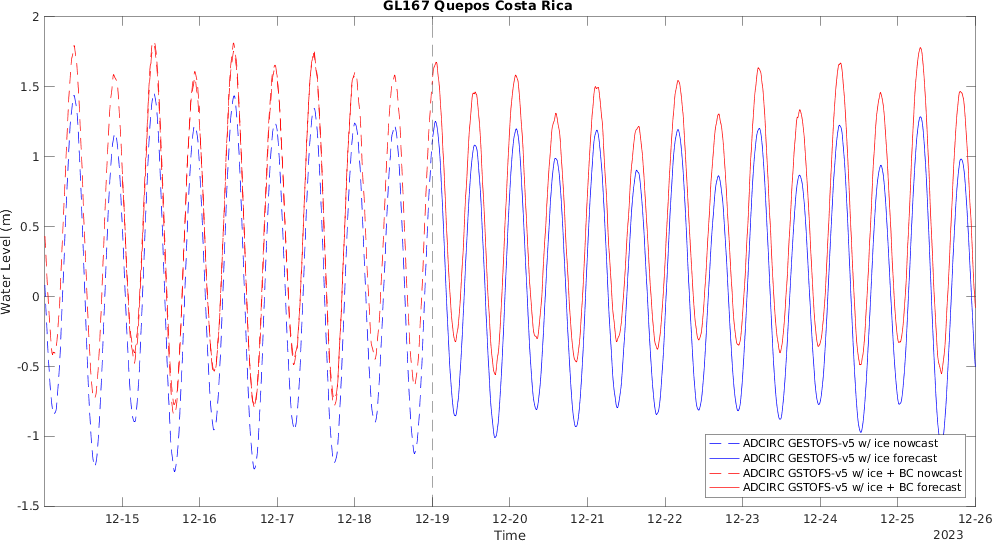 GL167 Quepos Costa Rica
2
1.5
1
0.5
0
-0.5
-1
-1.5
Water Level (m)
ADCIRC GESTOFS-v5 w/ ice nowcast
ADCIRC GESTOFS-v5 w/ ice forecast
ADCIRC GSTOFS-v5 w/ ice + BC nowcast
ADCIRC GSTOFS-v5 w/ ice + BC forecast
12-15 12-16 12-17 12-18 12-19 12-20 12-21 12-22 12-23 12-24 12-25 12-26
Time 2023